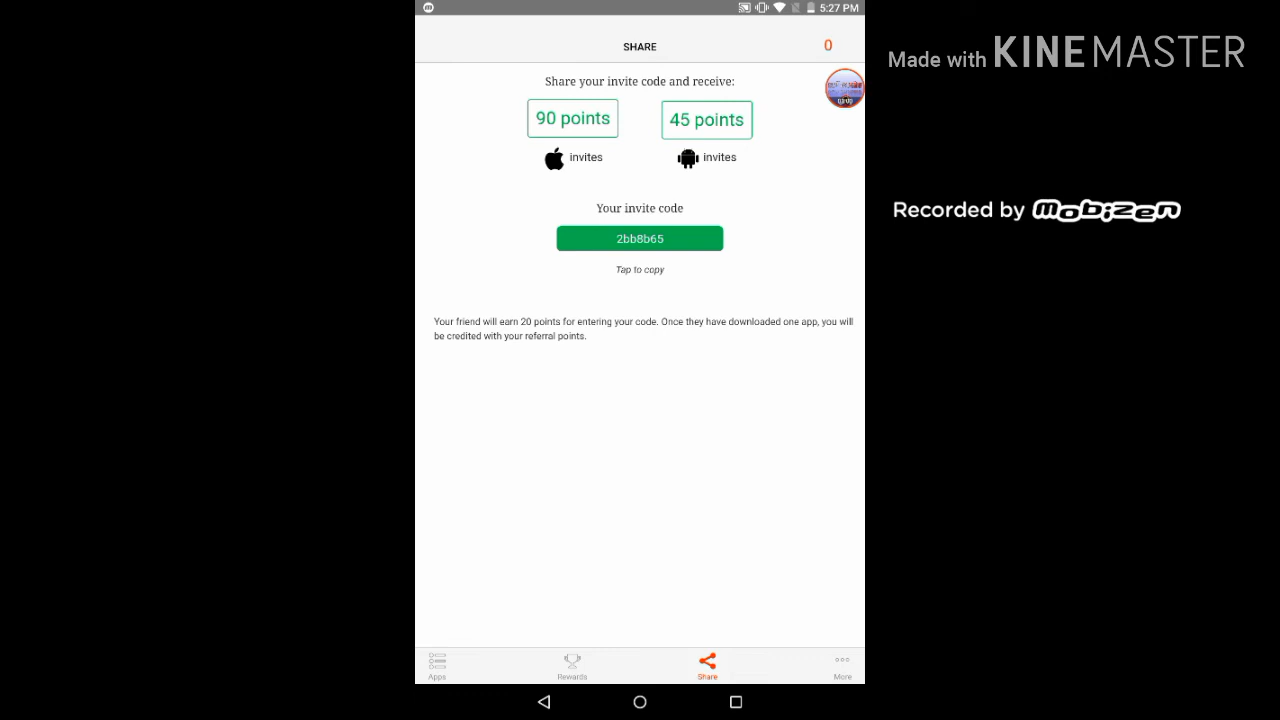 5:27 PM
SHARE
0
Made with KINEMASTER
Share your invite code and receive:
03:00
90 points
45 points
invites
invites
Recorded by mobizen
Your invite code
2bb8b65
Tap to copy
Your friend will earn 20 points for entering your code. Once they have downloaded one app, you will
be credited with your referral points.
Apps
Rewards
Share
More